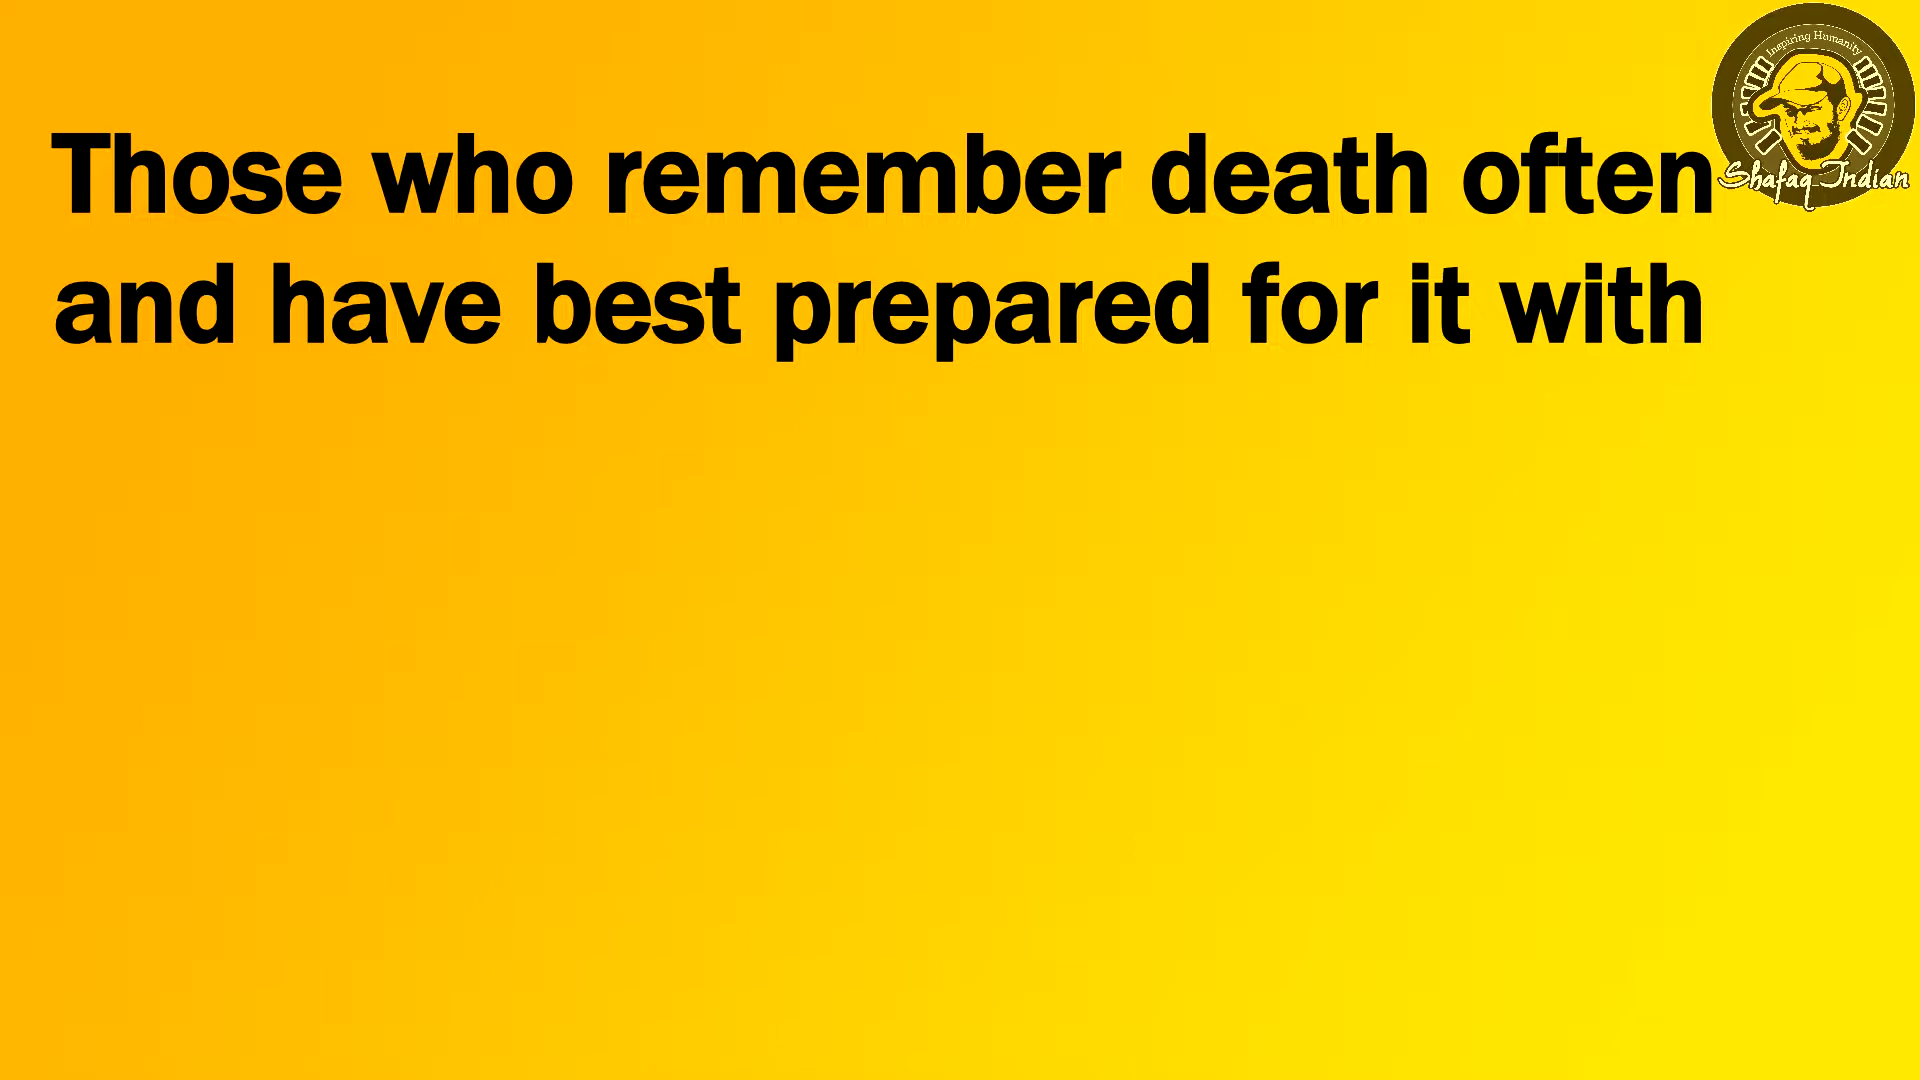 Inspiring Humanity
Those who remember death often
Shafaq Indian
and have best prepared for it with